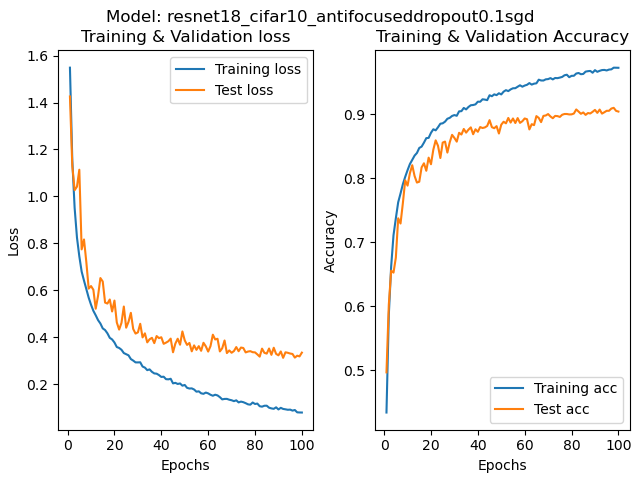 Model: resnet18_cifar10_antifocuseddropout0.1sgd
Training & Validation loss
Training & Validation Accuracy
1.6
1.4
1.2
1.0
0.8
0.6
0.4
0.2
Loss
0
20
40
60
80
100
Epochs
Training loss
Test loss
0.9
0.8
0.7
0.6
0.5
Accuracy
0
20
40
60
80
100
Epochs
Training acc
Test acc